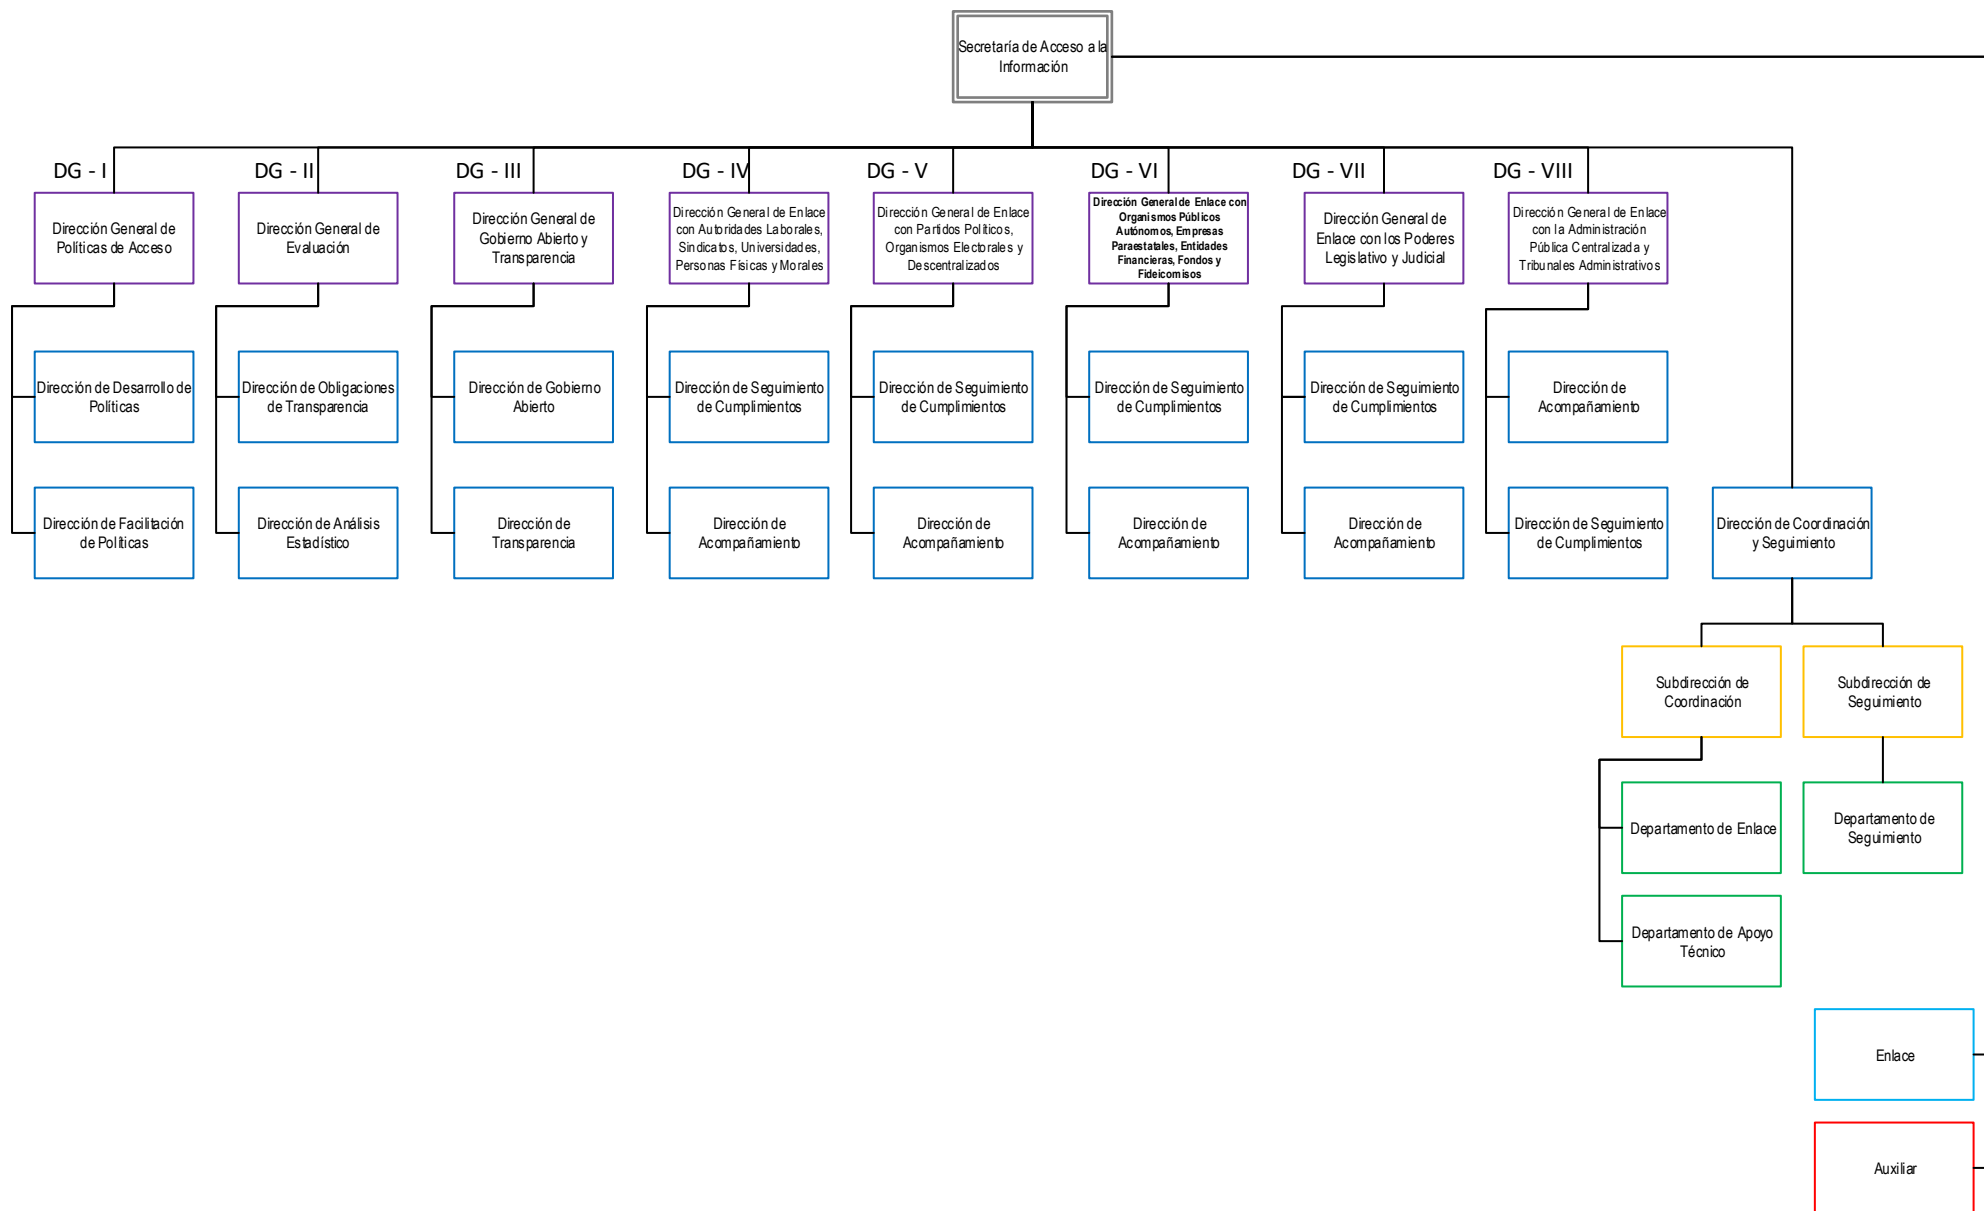 Secretaría de Acceso a la
Información
DG - I
DG - II
DG - III
DG - IV
DG - V
DG - VI
DG - VII
DG - VIII
Dirección General de
Políticas de Acceso
Dirección General de
Evaluación
Dirección General de
Gobierno Abierto y
Transparencia
Dirección General de Enlace
con Autoridades Laborales,
Sindicatos, Universidades,
Personas Físicas y Morales
Dirección General de Enlace
con Partidos Políticos,
Organismos Electorales y
Descentralizados
Dirección General de Enlace con
Organismos Públicos
Autónomos, Empresas
Paraestatales, Entidades
Financieras, Fondos y
Fideicomisos
Dirección General de
Enlace con los Poderes
Legislativo y Judicial
Dirección General de Enlace
con la Administración
Pública Centralizada y
Tribunales Administrativos
Dirección de Desarrollo de
Políticas
Dirección de Obligaciones
de Transparencia
Dirección de Gobierno
Abierto
Dirección de Seguimiento
de Cumplimientos
Dirección de Seguimiento
de Cumplimientos
Dirección de Seguimiento
de Cumplimientos
Dirección de Seguimiento
de Cumplimientos
Dirección de
Acompañamiento
Dirección de Facilitación
de Políticas
Dirección de Análisis
Estadístico
Dirección de
Transparencia
Dirección de
Acompañamiento
Dirección de
Acompañamiento
Dirección de
Acompañamiento
Dirección de
Acompañamiento
Dirección de Seguimiento
de Cumplimientos
Dirección de Coordinación
y Seguimiento
Subdirección de
Coordinación
Subdirección de
Seguimiento
Departamento de Enlace
Departamento de
Seguimiento
Departamento de Apoyo
Técnico
Enlace
Auxiliar